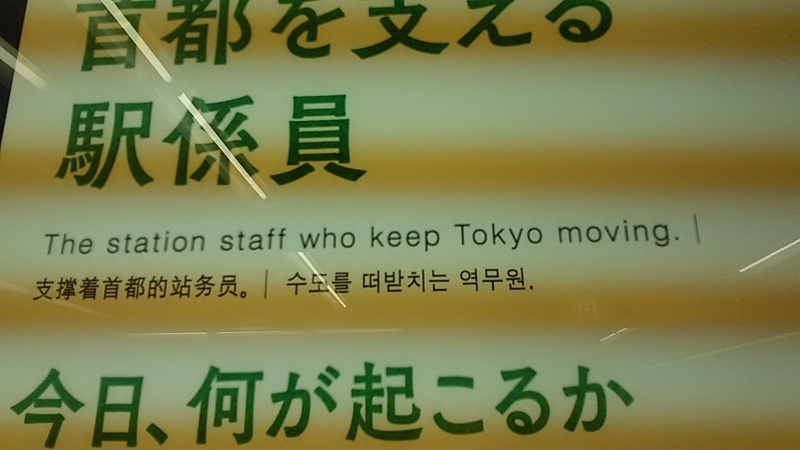 首都を支える
駅係員
The station staff who keep Tokyo moving. |
支撑着首都的站务员。 | 수도를 떠받치는 역무원.
今日、何が起こるか